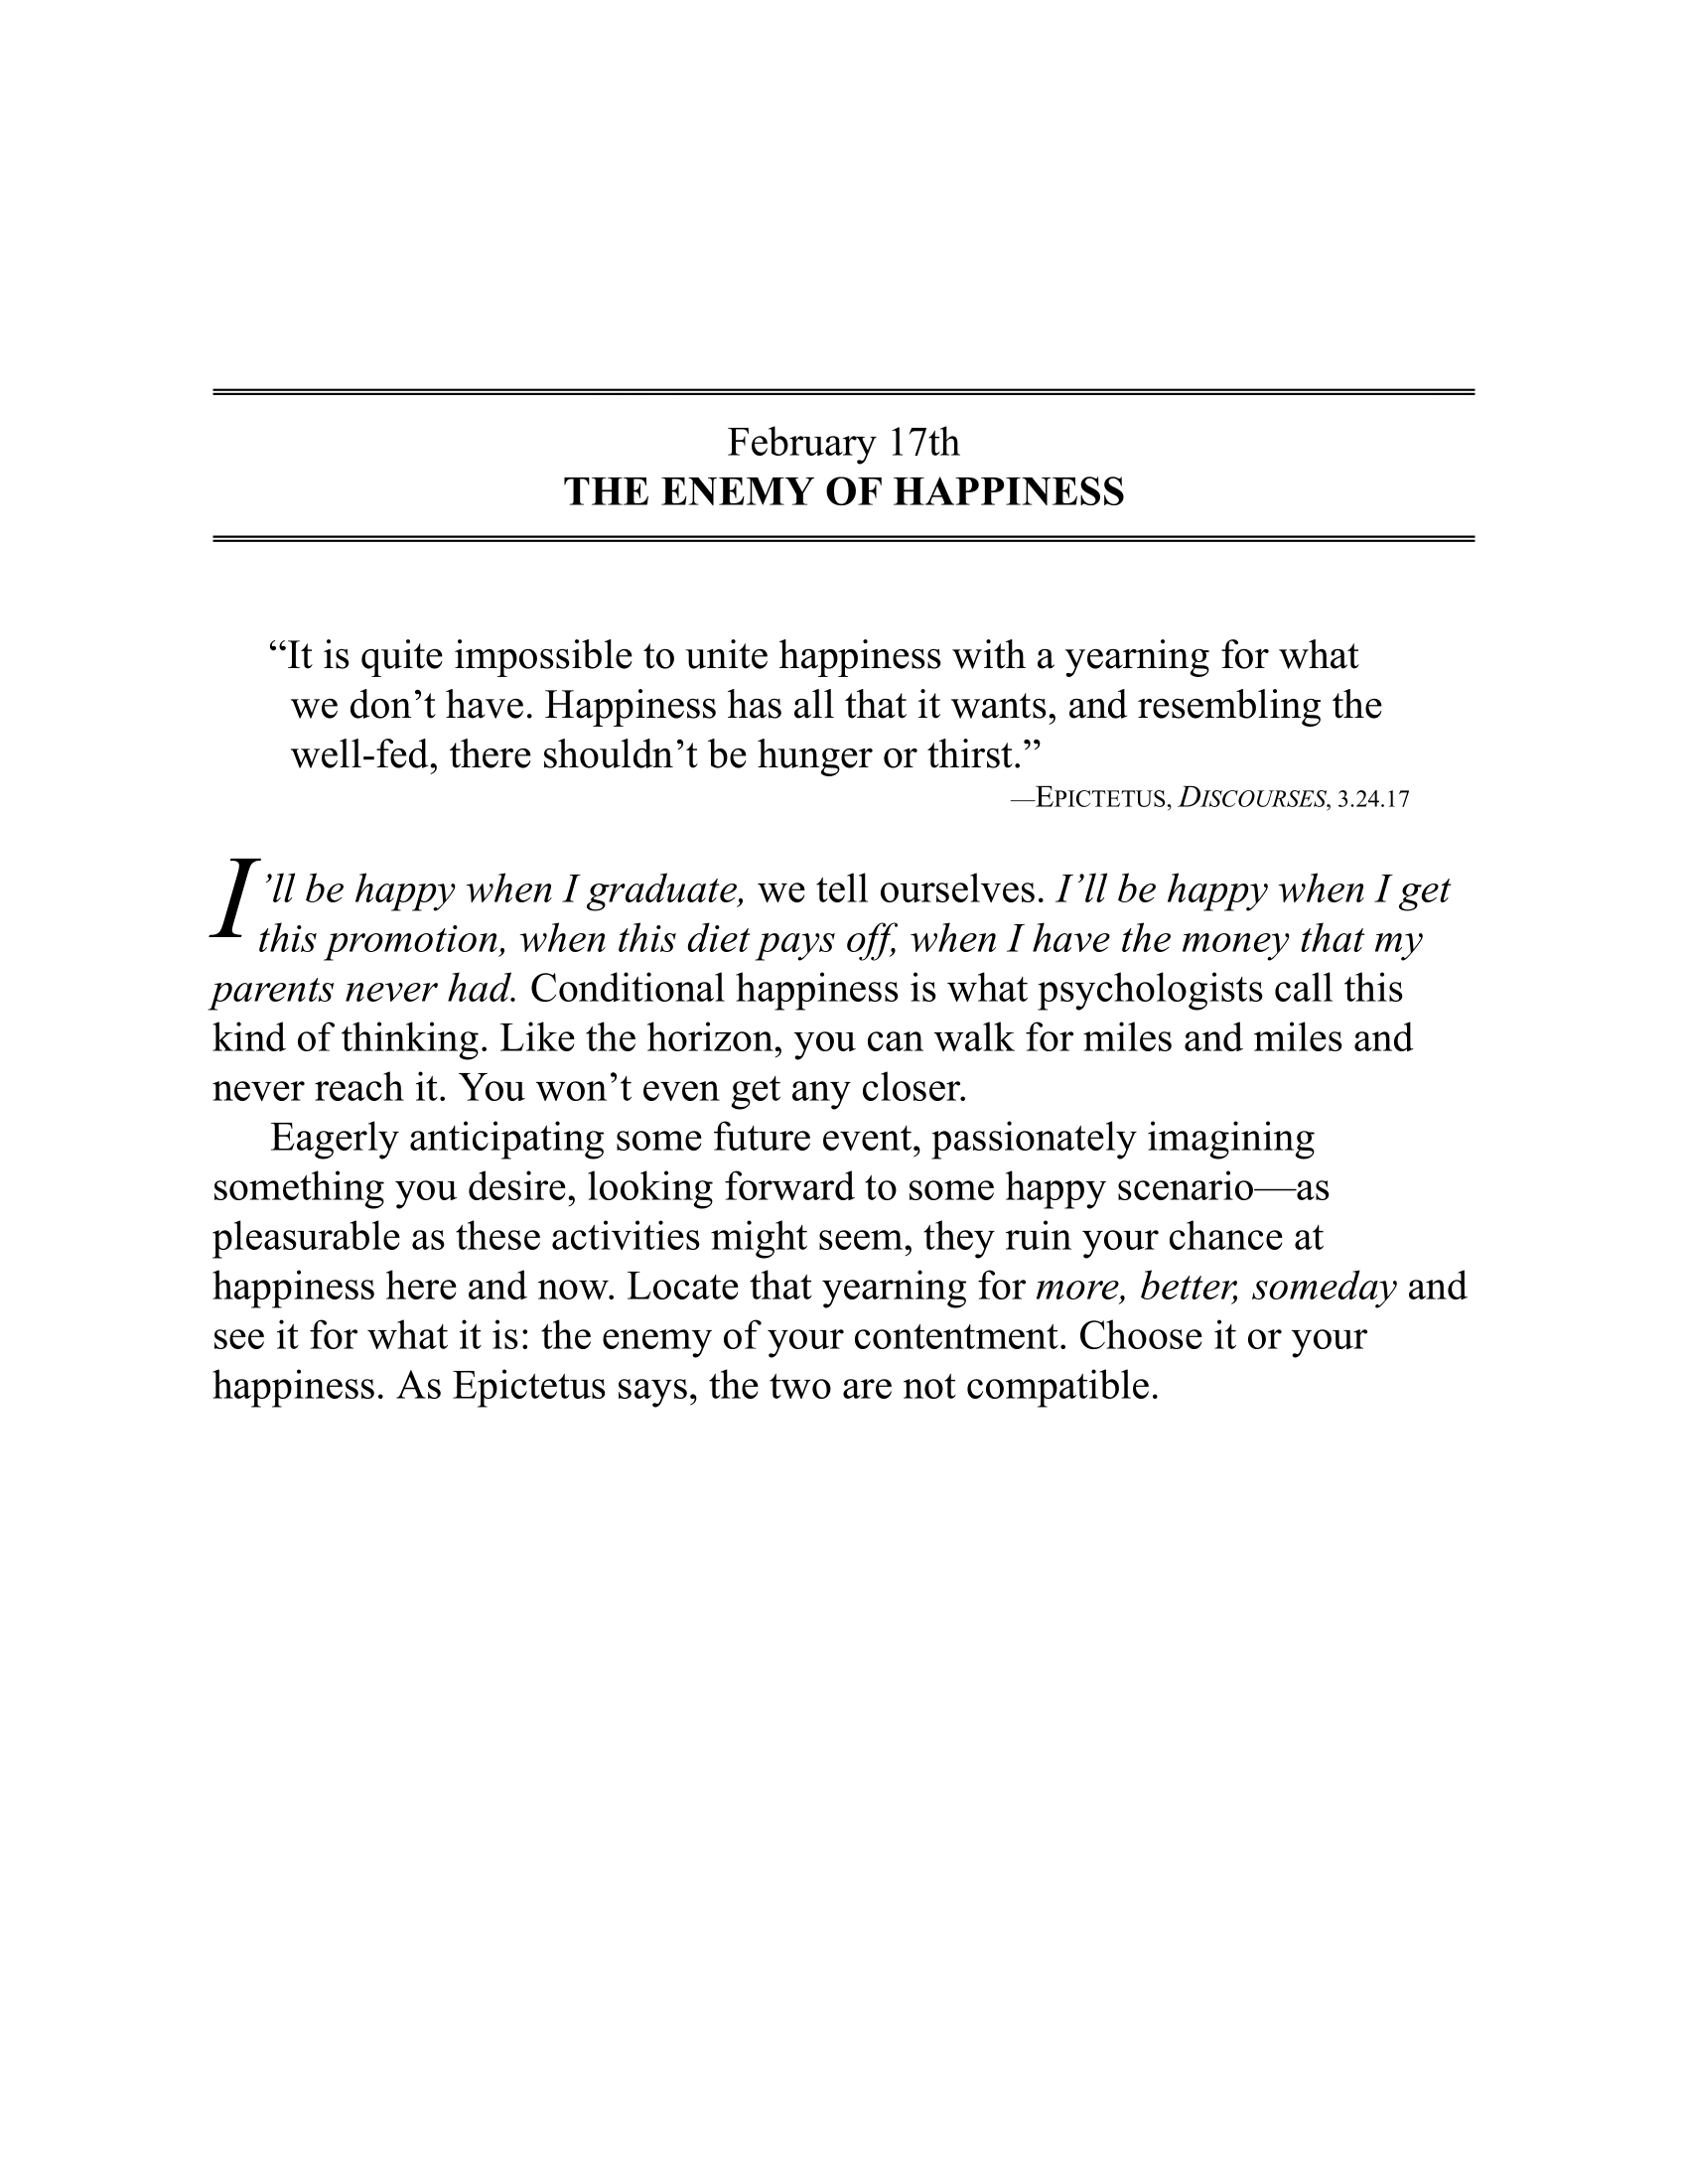 February 17th
THE ENEMY OF HAPPINESS
“It is quite impossible to unite happiness with a yearning for what
we don’t have. Happiness has all that it wants, and resembling the
well-fed, there shouldn’t be hunger or thirst.”
—EPICTETUS, DISCOURSES, 3.24.17
I’ll be happy when I graduate, we tell ourselves. I’ll be happy when I get
this promotion, when this diet pays off, when I have the money that my
parents never had. Conditional happiness is what psychologists call this
kind of thinking. Like the horizon, you can walk for miles and miles and
never reach it. You won’t even get any closer.
Eagerly anticipating some future event, passionately imagining
something you desire, looking forward to some happy scenario—as
pleasurable as these activities might seem, they ruin your chance at
happiness here and now. Locate that yearning for more, better, someday and
see it for what it is: the enemy of your contentment. Choose it or your
happiness. As Epictetus says, the two are not compatible.